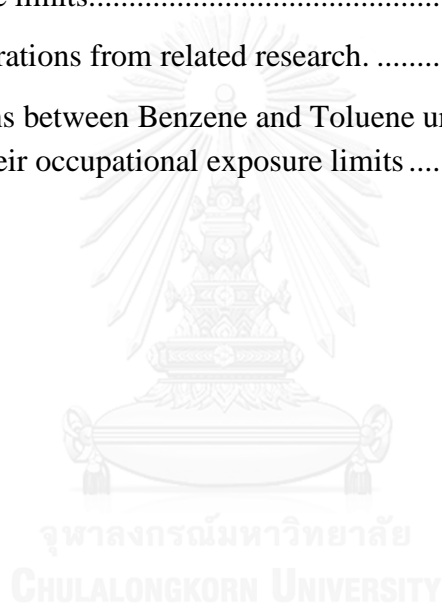 e limits.......................................
rations from related research. .........
ns between Benzene and Toluene ur
eir occupational exposure limits ....
จุฬาลงกรณ์มหาวิทยาลัย
CHULALONGKORN UNIVERSITY